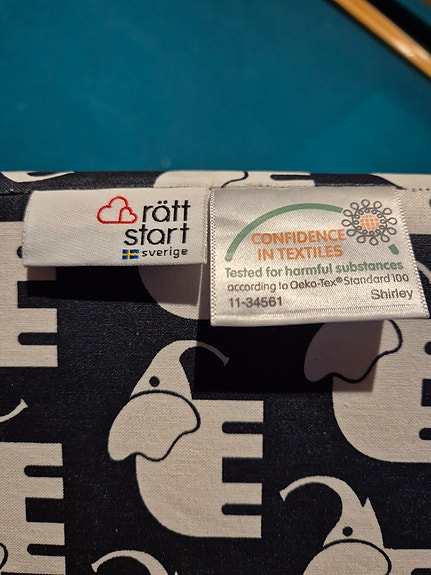 rätt
start
sverige
CONFIDENCE
IN TEXTILES
Tested for harmful substances
according to Oeko-Tex® Standard 100
11-34561 Shirley